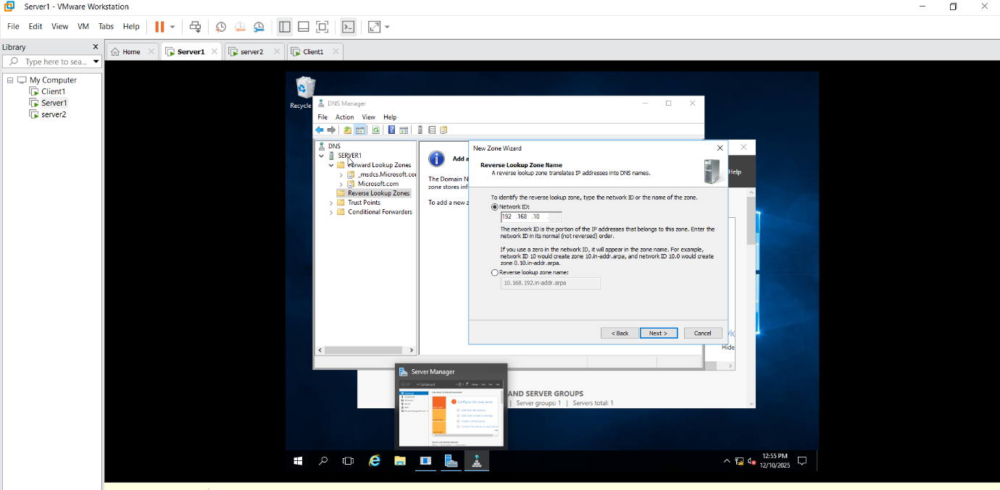 Server1 - VMware Workstation
File Edit View VM Tabs Help
Library
Type here to sea...
My Computer
Client1
Server1
server2
Home
Server1
server2
Client1
Recycle
DNS Manager
File Action View Help
DNS
SERVER1
Forward Lookup Zones
_msdcs.Microsoft.co
Microsoft.com
Reverse Lookup Zones
Trust Points
Conditional Forwarders
Add a
The Domain N
zone stores inf
To add a new z
New Zone Wizard
Reverse Lookup Zone Name
A reverse lookup zone translates IP addresses into DNS names.
To identify the reverse lookup zone, type the network ID or the name of the zone.
Network ID:
192 .168 .10 .
The network ID is the portion of the IP addresses that belongs to this zone. Enter the
network ID in its normal (not reversed) order.
If you use a zero in the network ID, it will appear in the zone name. For example,
network ID 10 would create zone 10.in-addr.arpa, and network ID 10.0 would create
zone 0.10.in-addr.arpa.
Reverse lookup zone name:
10.168.192.in-addr.arpa
< Back Next > Cancel
Help
Hide
Server Manager
Configure this local server
AND SERVER GROUPS
| Server groups: 1 | Servers total: 1
12:55 PM
12/10/2025